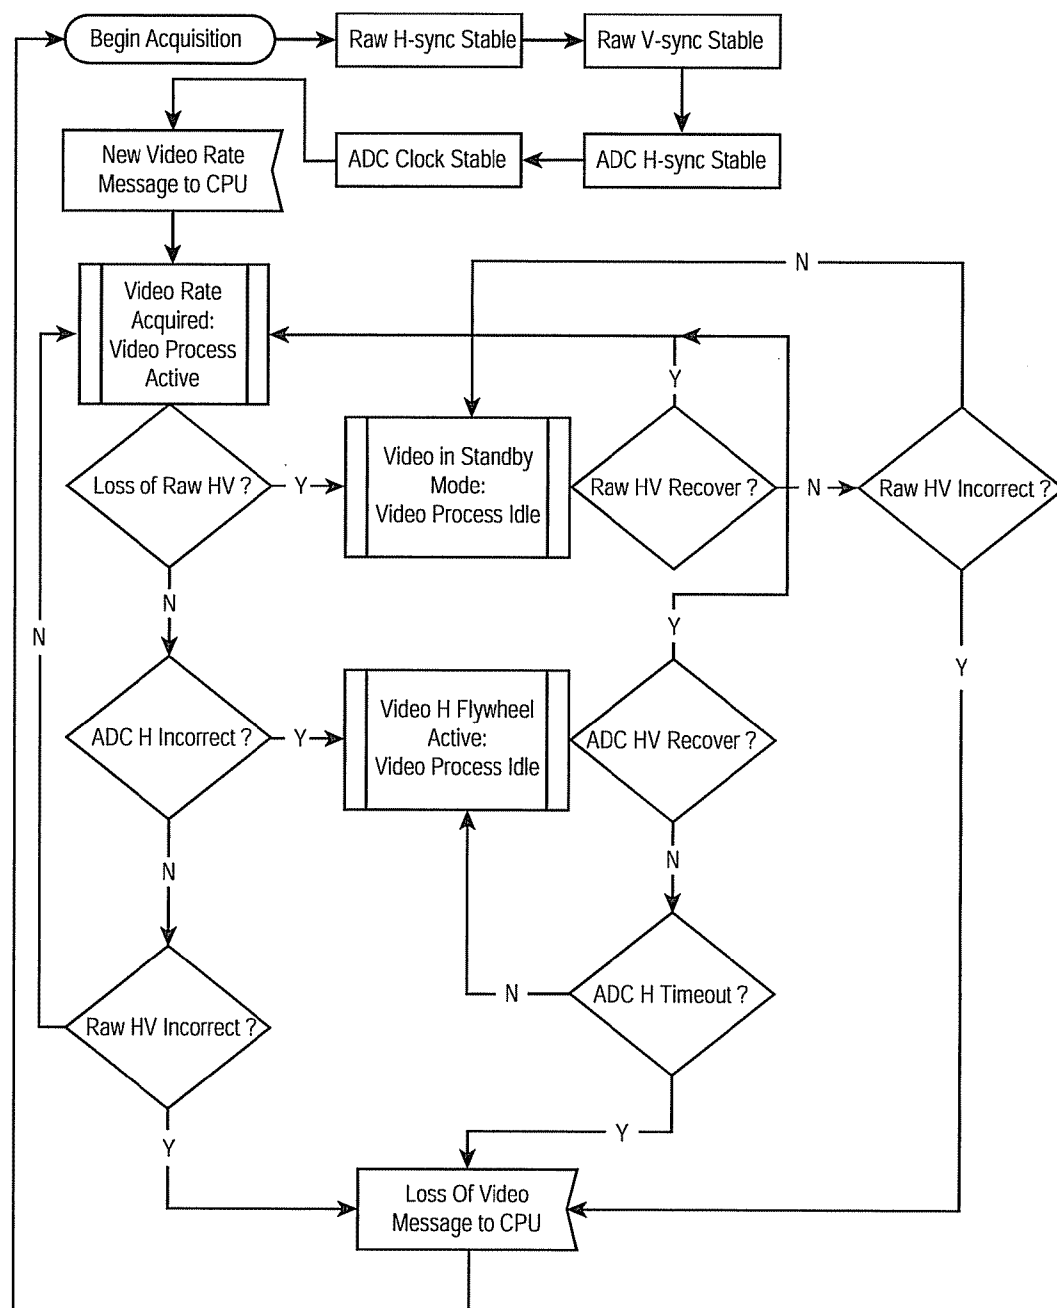 Begin Acquisition
Raw H-sync Stable
Raw V-sync Stable
New Video Rate
Message to CPU
ADC Clock Stable
ADC H-sync Stable
N
Video Rate
Acquired:
Video Process
Active
Y
Loss of Raw HV ?
Y
Video in Standby
Mode:
Video Process Idle
Raw HV Recover ?
N
Raw HV Incorrect ?
N
N
Y
Y
ADC H Incorrect ?
Y
Video H Flywheel
Active:
Video Process Idle
ADC HV Recover ?
N
N
Raw HV Incorrect ?
N
ADC H Timeout ?
Y
Y
Loss Of Video
Message to CPU